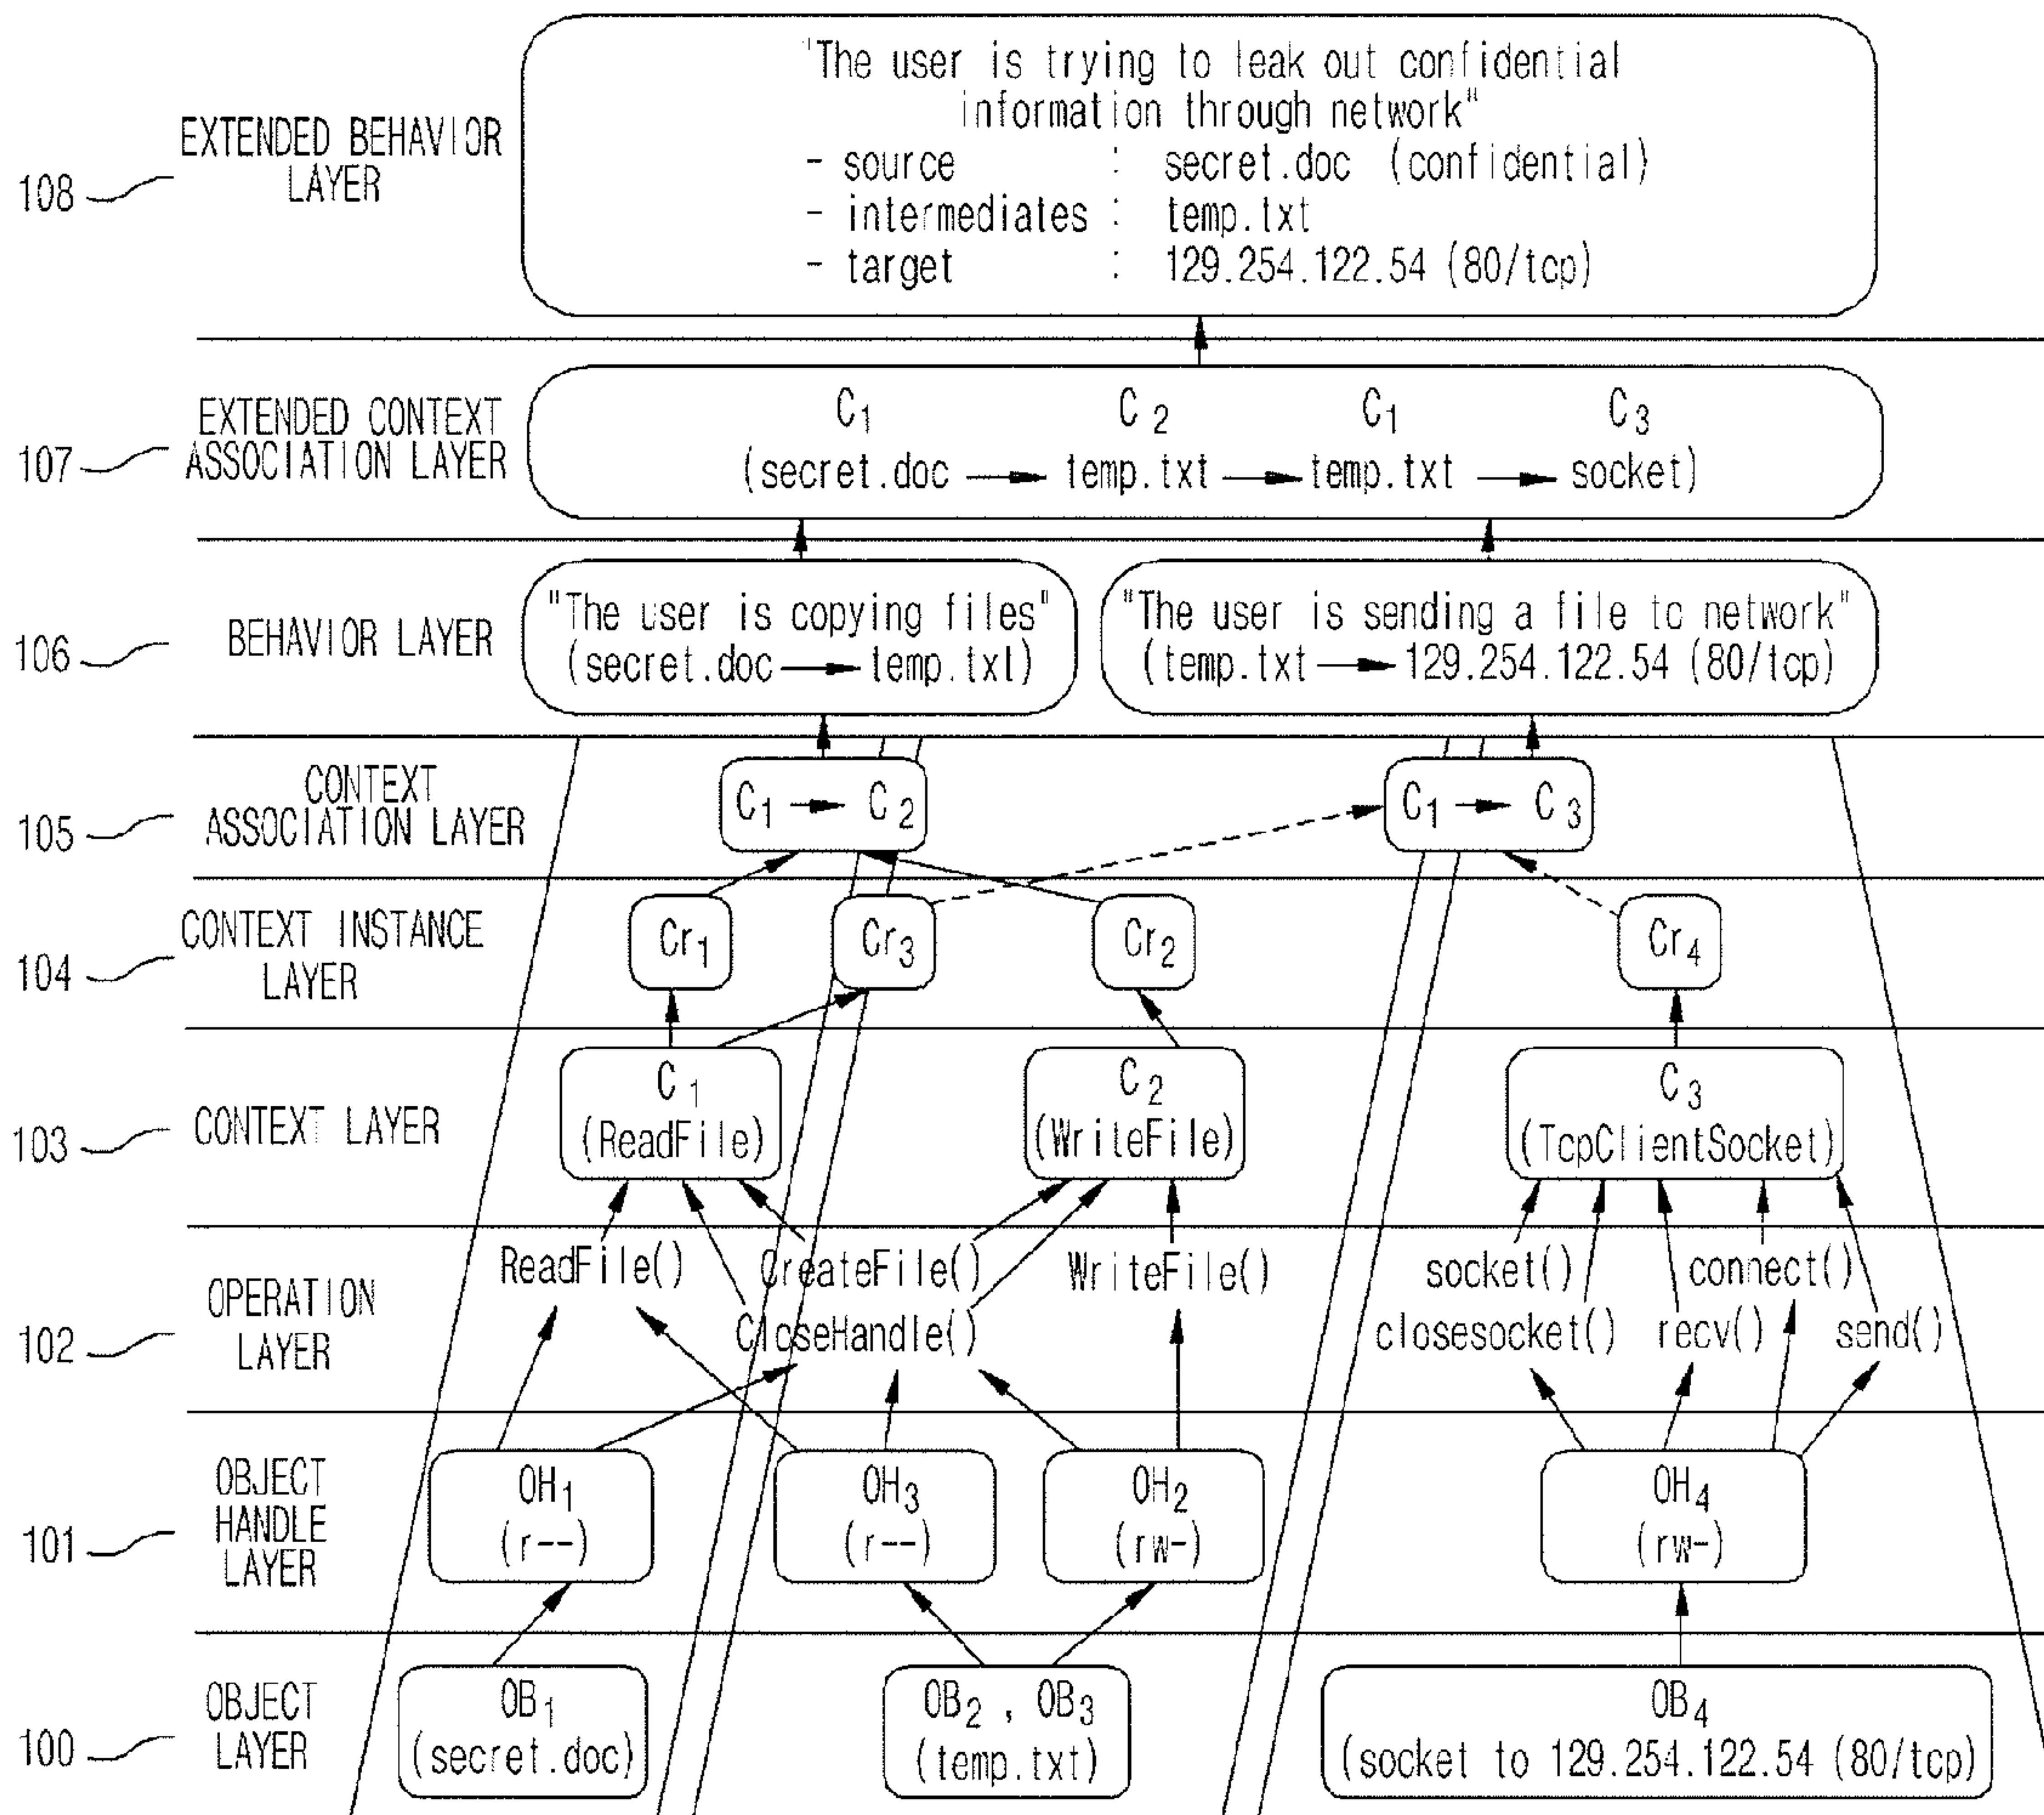 "The user is trying to leak out confidential
information through network"
- source : secret.doc (confidential)
- intermediates : temp.txt
- target : 129.254.122.54 (80/tcp)
EXTENDED BEHAVIOR
LAYER
108
EXTENDED CONTEXT
ASSOCIATION LAYER
107
C1 C2 C1 C3
(secret.doc → temp.txt → temp.txt → socket)
BEHAVIOR LAYER
106
"The user is copying files"
(secret.doc → temp.txt)
"The user is sending a file to network"
(temp.txt → 129.254.122.54 (80/tcp)
CONTEXT
ASSOCIATION LAYER
105
C1 → C2
C1 → C3
CONTEXT INSTANCE
LAYER
104
Cr1
Cr3
Cr2
Cr4
CONTEXT LAYER
103
C1
(ReadFile)
C2
(WriteFile)
C3
(TcpClientSocket)
OPERATION
LAYER
102
ReadFile()
CreateFile()
CloseHandle()
WriteFile()
socket()
connect()
closesocket()
recv()
send()
OBJECT
HANDLE
LAYER
101
OH1
(r--)
OH3
(r--)
OH2
(rw-)
OH4
(rw-)
OBJECT
LAYER
100
OB1
(secret.doc)
OB2 , OB3
(temp.txt)
OB4
(socket to 129.254.122.54 (80/tcp)